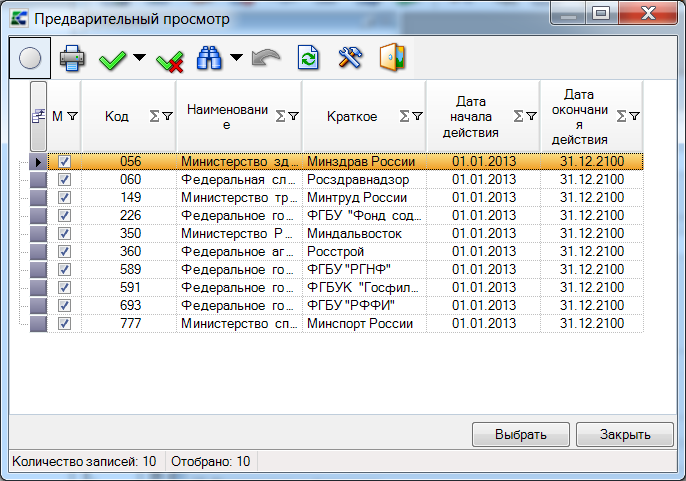 Предварительный просмотр
М Код Наименование Краткое Дата начала действия Дата окончания действия
056 Министерство зд... Минздрав России 01.01.2013 31.12.2100
060 Федеральная сл... Росздравнадзор 01.01.2013 31.12.2100
149 Министерство тр... Минтруд России 01.01.2013 31.12.2100
226 Федеральное го... ФГБУ "Фонд сод... 01.01.2013 31.12.2100
350 Министерство Р... Миндальвосток 01.01.2013 31.12.2100
360 Федеральное аг... Росстрой 01.01.2013 31.12.2100
589 Федеральное го... ФГБУ "РГНФ" 01.01.2013 31.12.2100
591 Федеральное го... ФГБУК "Госфил... 01.01.2013 31.12.2100
693 Федеральное го... ФГБУ "РФФИ" 01.01.2013 31.12.2100
777 Министерство сп... Минспорт России 01.01.2013 31.12.2100
Выбрать Закрыть
Количество записей: 10 Отобрано: 10